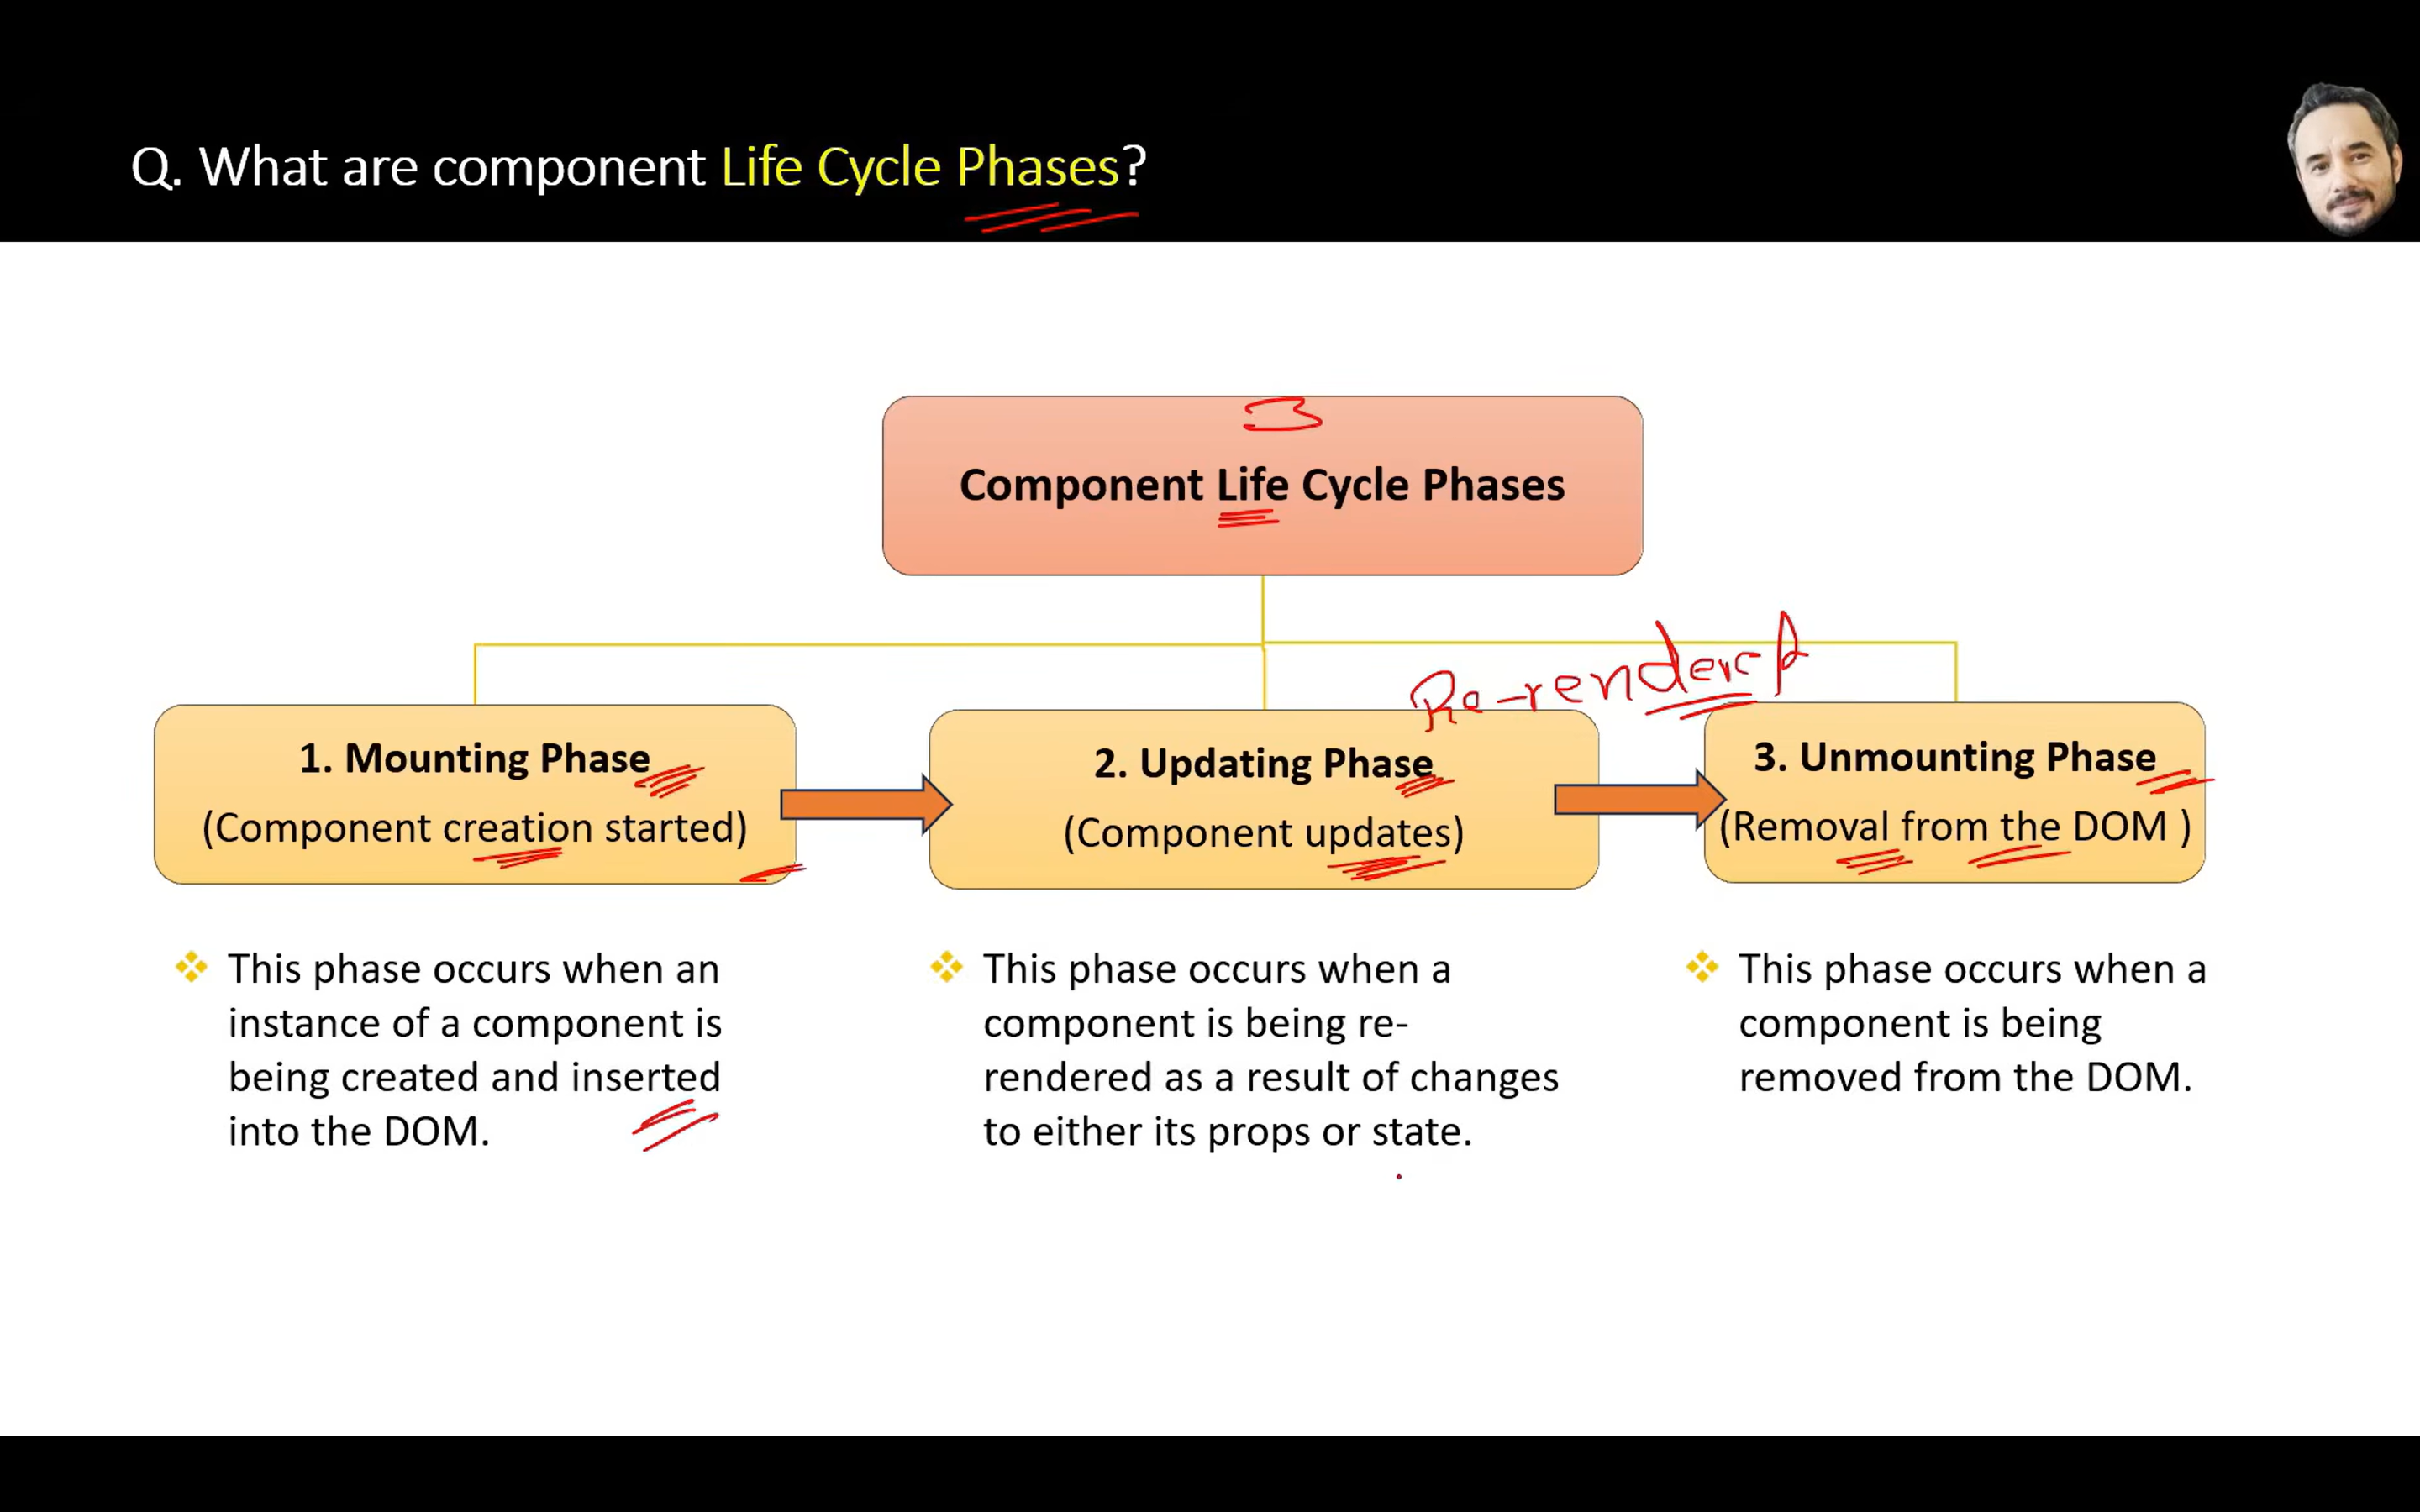 Q. What are component Life Cycle Phases?
3
Component Life Cycle Phases
Re-rendered
1. Mounting Phase
(Component creation started)
2. Updating Phase
(Component updates)
3. Unmounting Phase
(Removal from the DOM )
This phase occurs when an
instance of a component is
being created and inserted
into the DOM.
This phase occurs when a
component is being re-
rendered as a result of changes
to either its props or state.
This phase occurs when a
component is being
removed from the DOM.